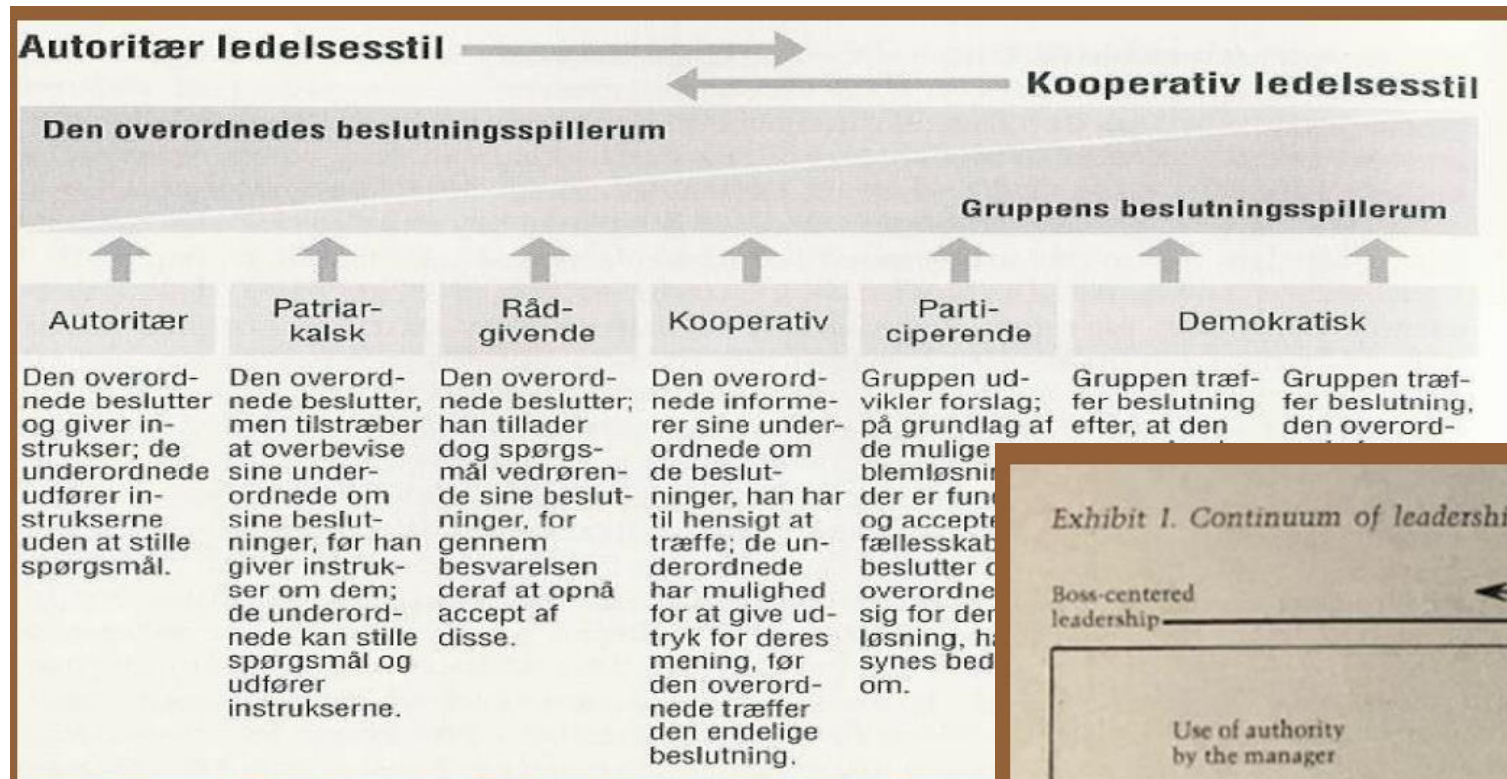 Autoritær ledelsesstil
Kooperativ ledelsesstil
Den overordnedes beslutningsspillerum
Gruppens beslutningsspillerum
Autoritær
Den overord-
nede beslutter
og giver in-
strukser; de
underordnede
udfører in-
strukserne
uden at stille
spørgsmål.
Patriar-
kalsk
Den overord-
nede beslutter,
men tilstræber
at overbevise
sine under-
ordnede om
sine beslut-
ninger, før han
giver instruk-
ser om dem;
de underord-
nede kan stille
spørgsmål og
udfører
instrukserne.
Råd-
givende
Den overord-
nede beslutter;
han tillader
dog spørgs-
mål vedrøren-
de sine beslut-
ninger, for
gennem
besvarelsen
deraf at opnå
accept af
disse.
Kooperativ
Den overord-
nede informe-
rer sine under-
ordnede om
de beslut-
ninger, han har
til hensigt at
træffe; de un-
derordnede
har mulighed
for at give ud-
tryk for deres
mening, før
den overord-
nede træffer
den endelige
beslutning.
Parti-
ciperende
Gruppen ud-
vikler forslag;
på grundlag af
de mulige
blemløsnin
der er fun
og accepte
fællesskab
beslutter
overordne
sig for den
løsning, ha
synes bed
om.
Demokratisk
Gruppen træf-
fer beslutning
efter, at den
Gruppen træf-
fer beslutning,
den overord-
Exhibit 1. Continuum of leadershi
Boss-centered
leadership
Use of authority
by the manager